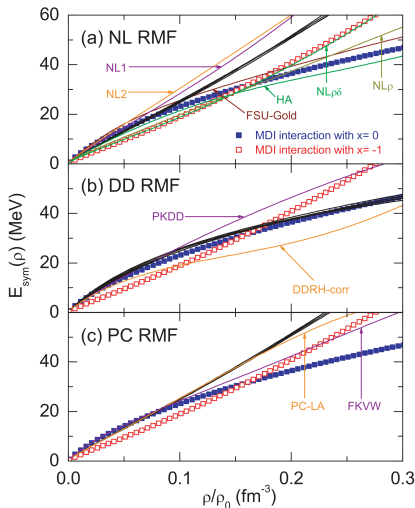 (a) NL RMF
60
NL1
40
NL2
NLρδ
NLρ
HA
20
FSU-Gold
MDI interaction with x= 0
MDI interaction with x= -1
0
(b) DD RMF
PKDD
40
20
DDRH-corr
0
E_sym(ρ) (MeV)
(c) PC RMF
40
20
PC-LA
FKVW
0
0.0 0.1 0.2 0.3
ρ/ρ₀ (fm⁻³)